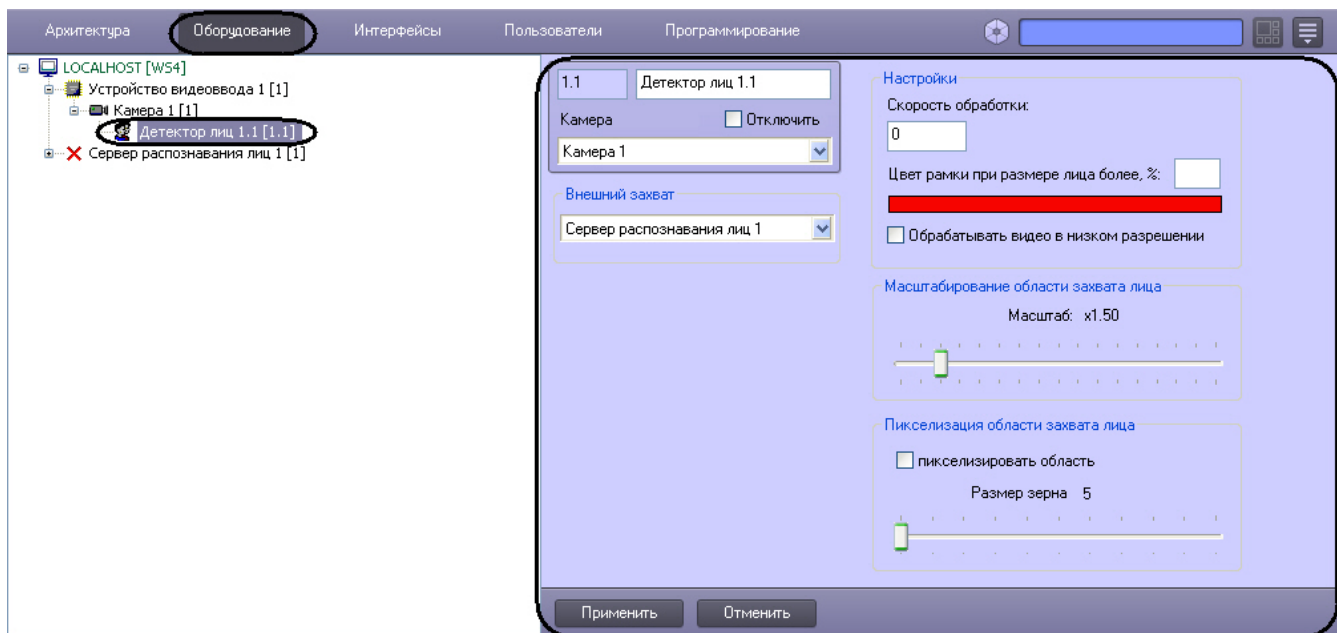 Архитектура Оборудование Интерфейсы Пользователи Программирование
LOCALHOST [WS4]
Устройство видеоввода 1 [1]
Камера 1 [1]
Детектор лиц 1.1 [1.1]
Сервер распознавания лиц 1 [1]
1.1 Детектор лиц 1.1
Камера Отключить
Камера 1
Внешний захват
Сервер распознавания лиц 1
Настройки
Скорость обработки:
0
Цвет рамки при размере лица более, %:
Обрабатывать видео в низком разрешении
Масштабирование области захвата лица
Масштаб: x1.50
Пикселизация области захвата лица
пикселизировать область
Размер зерна 5
Применить Отменить